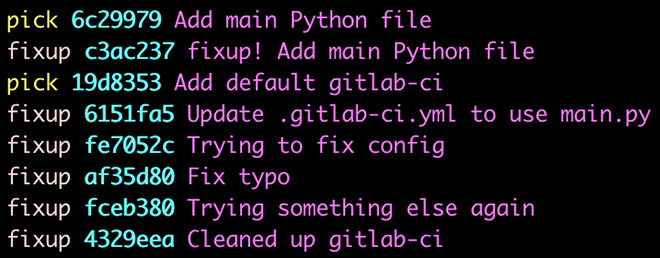 pick 6c29979 Add main Python file
fixup c3ac237 fixup! Add main Python file
pick 19d8353 Add default gitlab-ci
fixup 6151fa5 Update .gitlab-ci.yml to use main.py
fixup fe7052c Trying to fix config
fixup af35d80 Fix typo
fixup fceb380 Trying something else again
fixup 4329eea Cleaned up gitlab-ci